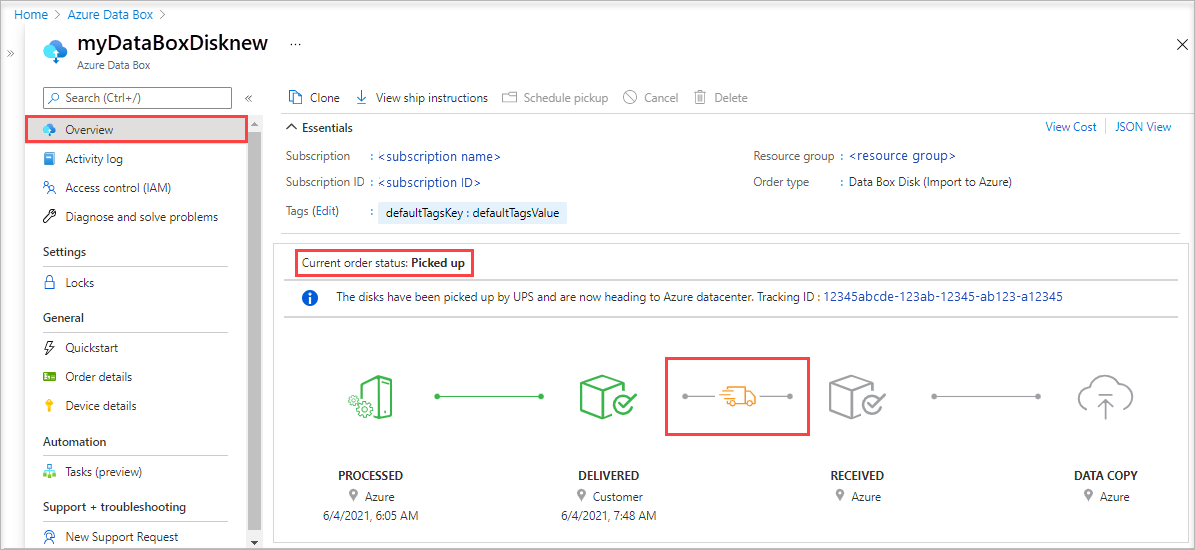 Home > Azure Data Box >
myDataBoxDisknew ...
Azure Data Box
Search (Ctrl+/) «
Overview
Activity log
Access control (IAM)
Diagnose and solve problems
Settings
Locks
General
Quickstart
Order details
Device details
Automation
Tasks (preview)
Support + troubleshooting
New Support Request
Clone View ship instructions Schedule pickup Cancel Delete
Essentials View Cost JSON View
Subscription : <subscription name> Resource group : <resource group>
Subscription ID : <subscription ID> Order type : Data Box Disk (Import to Azure)
Tags (Edit) : defaultTagsKey : defaultTagsValue
Current order status: Picked up
The disks have been picked up by UPS and are now heading to Azure datacenter. Tracking ID : 12345abcde-123ab-12345-ab123-a12345
PROCESSED DELIVERED RECEIVED DATA COPY
Azure Customer Azure Azure
6/4/2021, 6:05 AM 6/4/2021, 7:48 AM